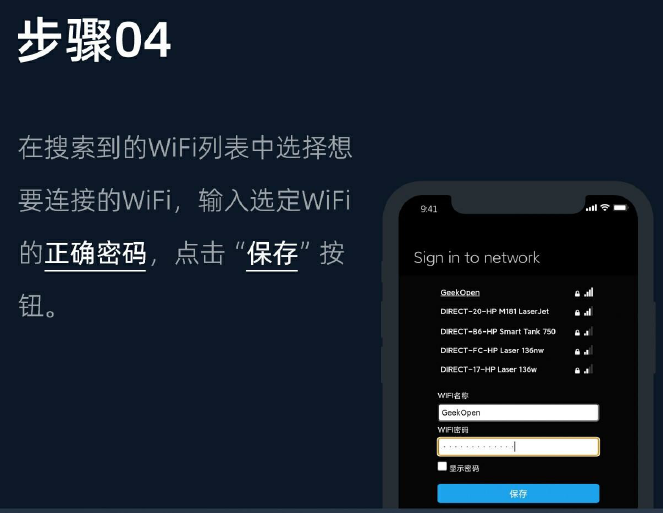 步骤04
在搜索到的WiFi列表中选择想
要连接的WiFi，输入选定WiFi
的正确密码，点击“保存”按
钮。
9:41
Sign in to network
GeekOpen
DIRECT-20-HP M181 LaserJet
DIRECT-B6-HP Smart Tank 750
DIRECT-FC-HP Laser 136nw
DIRECT-17-HP Laser 136w
WIFI名称
GeekOpen
WIFI密码
显示密码
保存